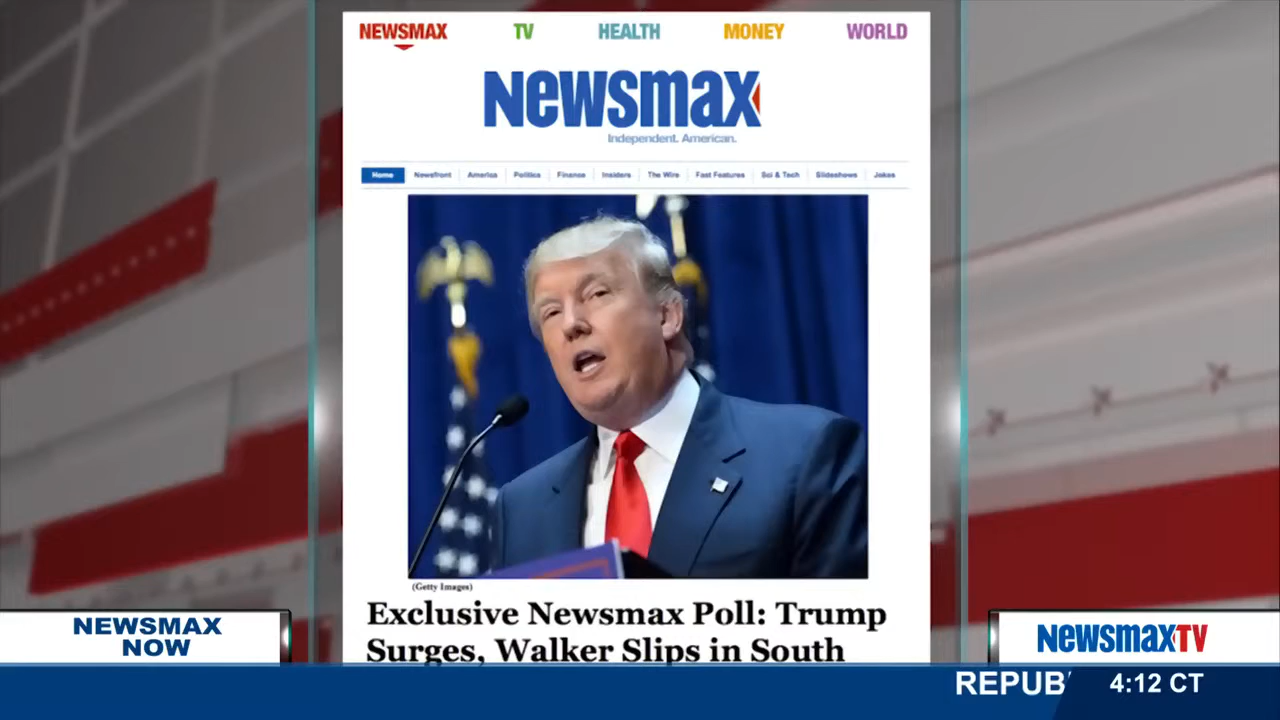 NEWSMAX TV HEALTH MONEY WORLD
Newsmax
Independent. American.
Home Newsfront America Politics Finance Insiders The Wire Fast Features Sci & Tech Slideshows Jokes
(Getty Images)
Exclusive Newsmax Poll: Trump
Surges, Walker Slips in South
NEWSMAX
NOW
NewsmaxTV
REPUB
4:12 CT